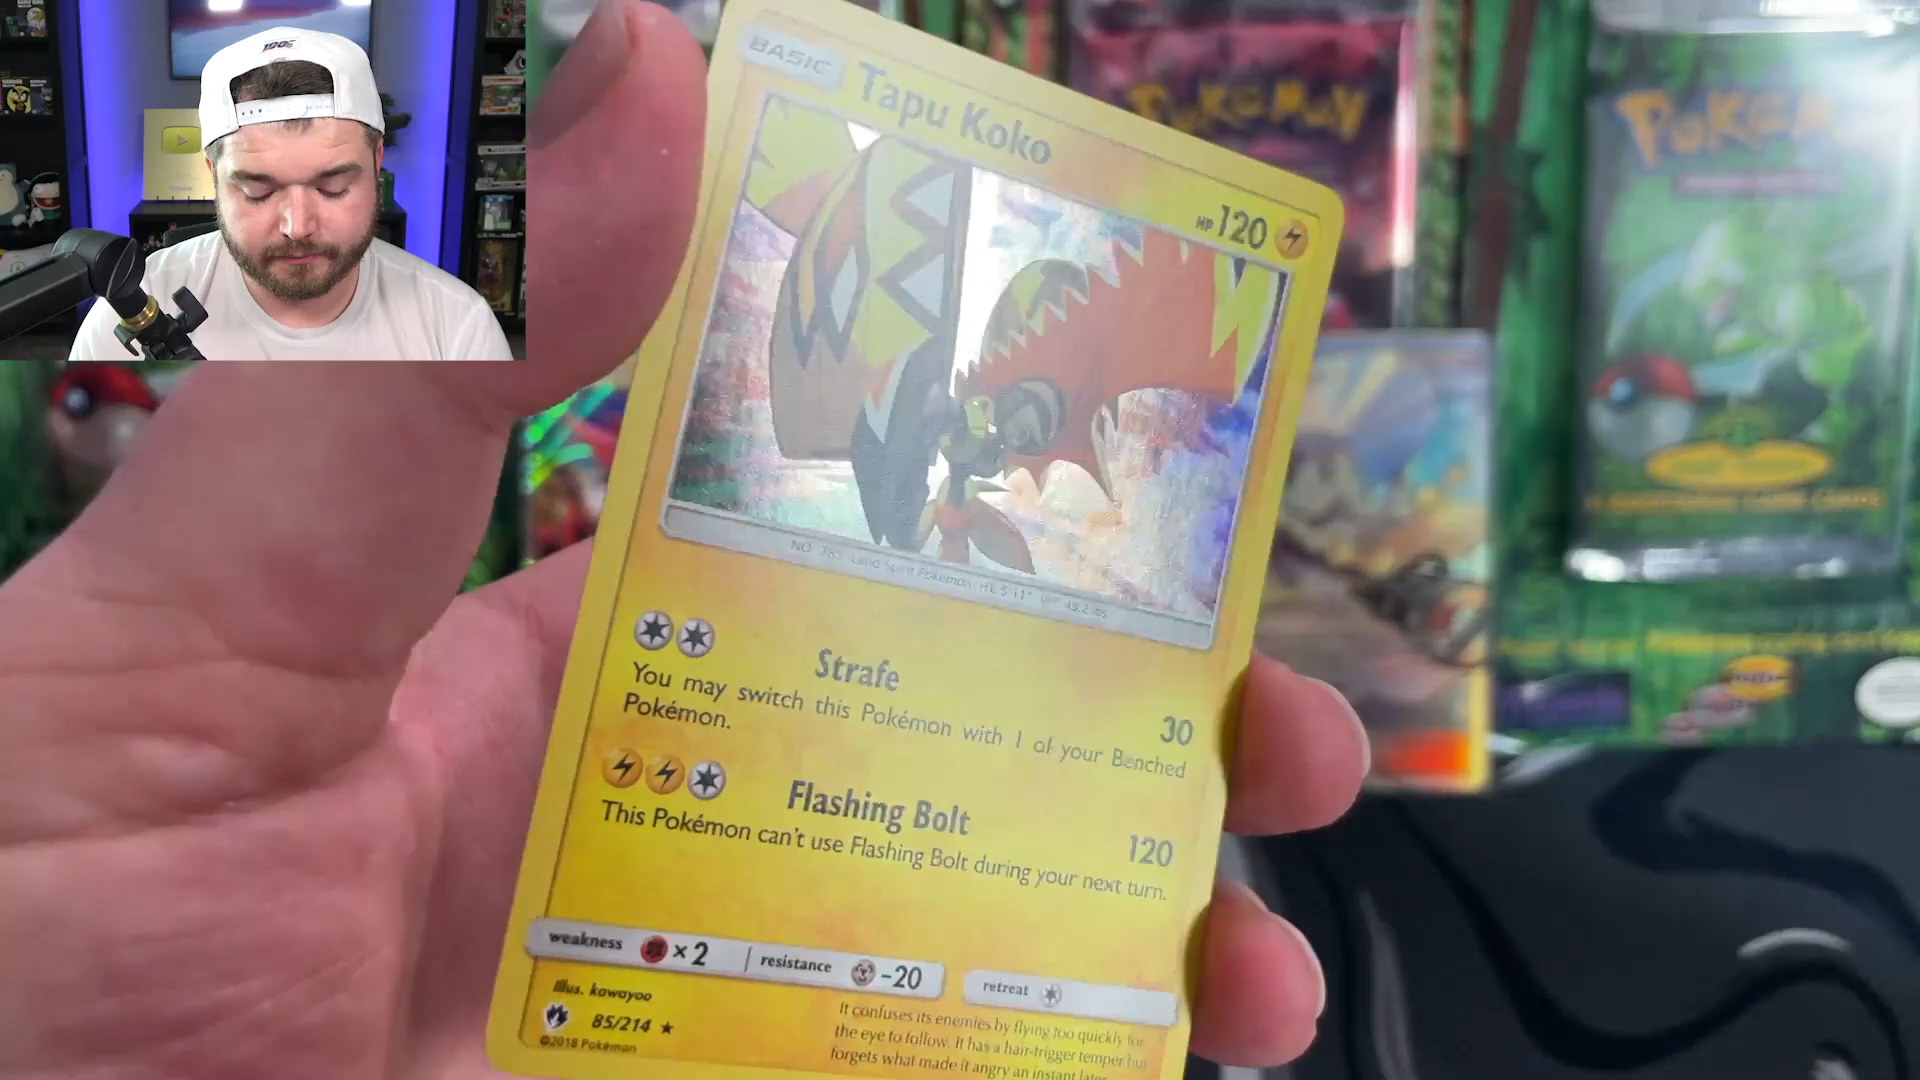 BASIC
Tapu Koko
HP 120
NO. 785 Land Spirit Pokémon HT: 5'11" WT: 45.2 lbs
Strafe
30
You may switch this Pokémon with 1 of your Benched
Pokémon.
Flashing Bolt
120
This Pokémon can't use Flashing Bolt during your next turn.
weakness ×2
resistance -20
retreat
Illus. kawayoo
85/214 ★
©2018 Pokémon
It confuses its enemies by flying too quickly for
the eye to follow. It has a hair-trigger temper but
forgets what made it angry an instant later.
POKéMON
POKéM